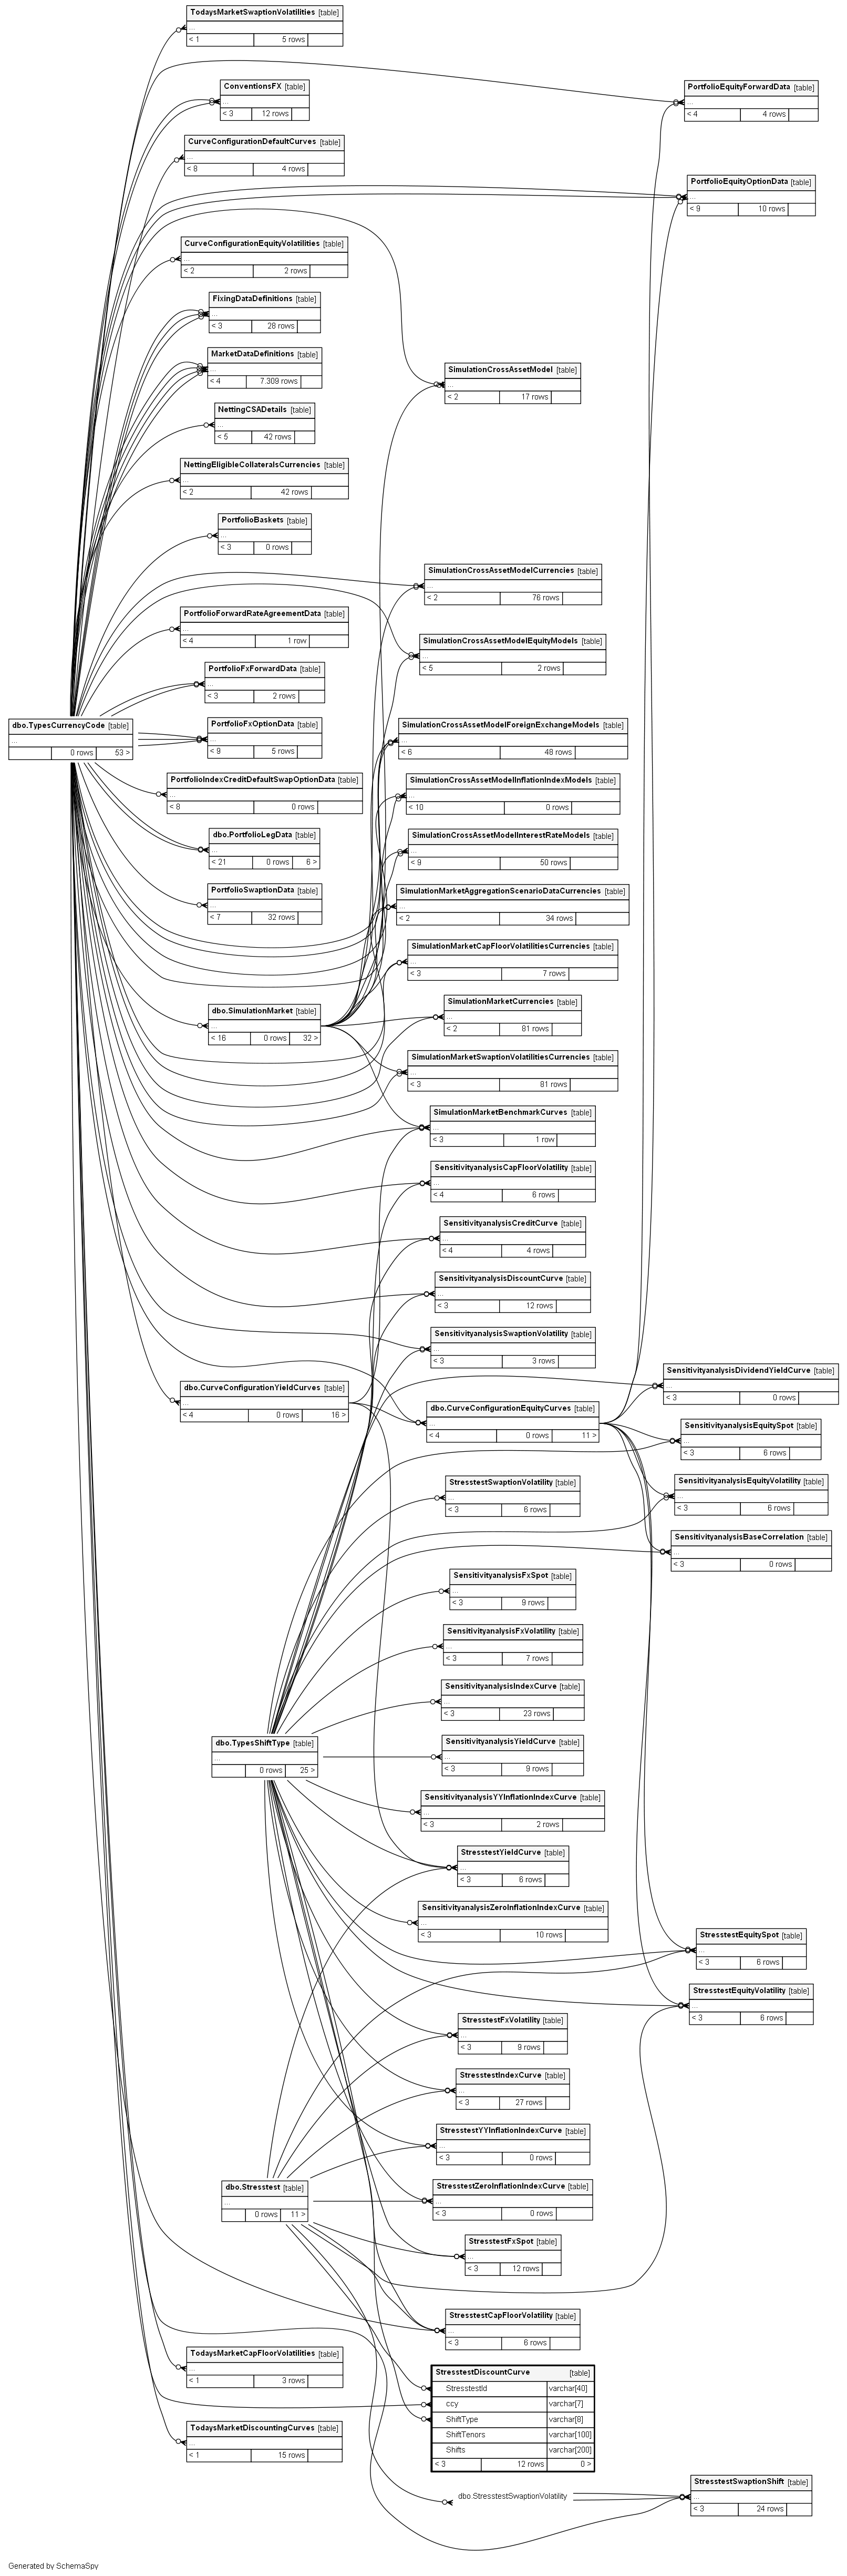 TodaysMarketSwaptionVolatilities [table]
...
< 1 5 rows
ConventionsFX [table]
...
< 3 12 rows
PortfolioEquityForwardData [table]
...
< 4 4 rows
CurveConfigurationDefaultCurves [table]
...
< 8 4 rows
PortfolioEquityOptionData [table]
...
< 9 10 rows
CurveConfigurationEquityVolatilities [table]
...
< 2 2 rows
FixingDataDefinitions [table]
...
< 3 28 rows
MarketDataDefinitions [table]
...
< 4 7.309 rows
SimulationCrossAssetModel [table]
...
< 2 17 rows
NettingCSADetails [table]
...
< 5 42 rows
NettingEligibleCollateralsCurrencies [table]
...
< 2 42 rows
PortfolioBaskets [table]
...
< 3 0 rows
SimulationCrossAssetModelCurrencies [table]
...
< 2 76 rows
PortfolioForwardRateAgreementData [table]
...
< 4 1 row
SimulationCrossAssetModelEquityModels [table]
...
< 5 2 rows
PortfolioFxForwardData [table]
...
< 3 2 rows
dbo.TypesCurrencyCode [table]
...
0 rows 53 >
PortfolioFxOptionData [table]
...
< 9 5 rows
SimulationCrossAssetModelForeignExchangeModels [table]
...
< 6 48 rows
PortfolioIndexCreditDefaultSwapOptionData [table]
...
< 8 0 rows
SimulationCrossAssetModelInflationIndexModels [table]
...
< 10 0 rows
dbo.PortfolioLegData [table]
...
< 21 0 rows 6 >
SimulationCrossAssetModelInterestRateModels [table]
...
< 9 50 rows
PortfolioSwaptionData [table]
...
< 7 32 rows
SimulationMarketAggregationScenarioDataCurrencies [table]
...
< 2 34 rows
SimulationMarketCapFloorVolatilitiesCurrencies [table]
...
< 3 7 rows
dbo.SimulationMarket [table]
...
< 16 0 rows 32 >
SimulationMarketCurrencies [table]
...
< 2 81 rows
SimulationMarketSwaptionVolatilitiesCurrencies [table]
...
< 3 81 rows
SimulationMarketBenchmarkCurves [table]
...
< 3 1 row
SensitivityanalysisCapFloorVolatility [table]
...
< 4 6 rows
SensitivityanalysisCreditCurve [table]
...
< 4 4 rows
SensitivityanalysisDiscountCurve [table]
...
< 3 12 rows
SensitivityanalysisSwaptionVolatility [table]
...
< 3 3 rows
SensitivityanalysisDividendYieldCurve [table]
...
< 3 0 rows
dbo.CurveConfigurationYieldCurves [table]
...
< 4 0 rows 16 >
dbo.CurveConfigurationEquityCurves [table]
...
< 4 0 rows 11 >
SensitivityanalysisEquitySpot [table]
...
< 3 6 rows
StresstestSwaptionVolatility [table]
...
< 3 6 rows
SensitivityanalysisEquityVolatility [table]
...
< 3 6 rows
SensitivityanalysisBaseCorrelation [table]
...
< 3 0 rows
SensitivityanalysisFxSpot [table]
...
< 3 9 rows
SensitivityanalysisFxVolatility [table]
...
< 3 7 rows
SensitivityanalysisIndexCurve [table]
...
< 3 23 rows
dbo.TypesShiftType [table]
...
0 rows 25 >
SensitivityanalysisYieldCurve [table]
...
< 3 9 rows
SensitivityanalysisYYInflationIndexCurve [table]
...
< 3 2 rows
StresstestYieldCurve [table]
...
< 3 6 rows
SensitivityanalysisZeroInflationIndexCurve [table]
...
< 3 10 rows
StresstestEquitySpot [table]
...
< 3 6 rows
StresstestEquityVolatility [table]
...
< 3 6 rows
StresstestFxVolatility [table]
...
< 3 9 rows
StresstestIndexCurve [table]
...
< 3 27 rows
StresstestYYInflationIndexCurve [table]
...
< 3 0 rows
dbo.Stresstest [table]
...
0 rows 11 >
StresstestZeroInflationIndexCurve [table]
...
< 3 0 rows
StresstestFxSpot [table]
...
< 3 12 rows
StresstestCapFloorVolatility [table]
...
< 3 6 rows
TodaysMarketCapFloorVolatilities [table]
...
< 1 3 rows
StresstestDiscountCurve [table]
StresstestId varchar[40]
ccy varchar[7]
ShiftType varchar[8]
ShiftTenors varchar[100]
Shifts varchar[200]
< 3 12 rows 0 >
TodaysMarketDiscountingCurves [table]
...
< 1 15 rows
dbo.StresstestSwaptionVolatility
StresstestSwaptionShift [table]
...
< 3 24 rows
Generated by SchemaSpy